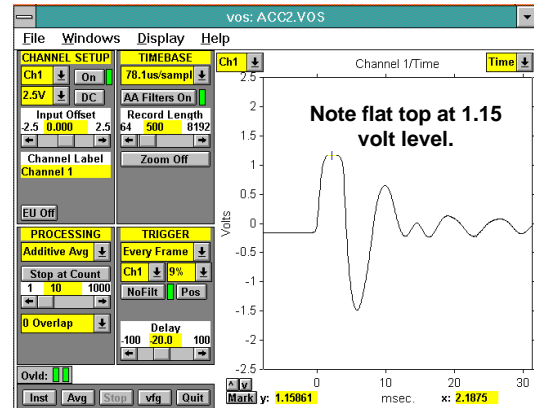 vos: ACC2.VOS
File Windows Display Help
CHANNEL SETUP
Ch1 On
2.5V DC
Input Offset
-2.5 0.000 2.5
Channel Label
Channel 1
EU Off
TIMEBASE
78.1us/sampl
AA Filters On
Record Length
64 500 8192
Zoom Off
PROCESSING
Additive Avg
Stop at Count
1 10 1000
0 Overlap
TRIGGER
Every Frame
Ch1 9%
NoFilt Pos
Delay
-100 -20.0 100
Ovld:
Inst Avg Stop vfg Quit
Ch1 Channel 1/Time Time
Note flat top at 1.15
volt level.
Volts
2.5
2
1.5
1
0.5
0
-0.5
-1
-1.5
-2
-2.5
0 10 20 30
msec.
^ v
Mark y: 1.15861 x: 2.1875